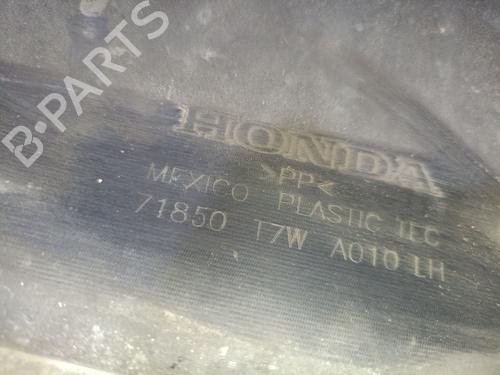 B-PARTS
HONDA
>PP<
MEXICO PLASTIC TEC
71850 T7W A010 LH